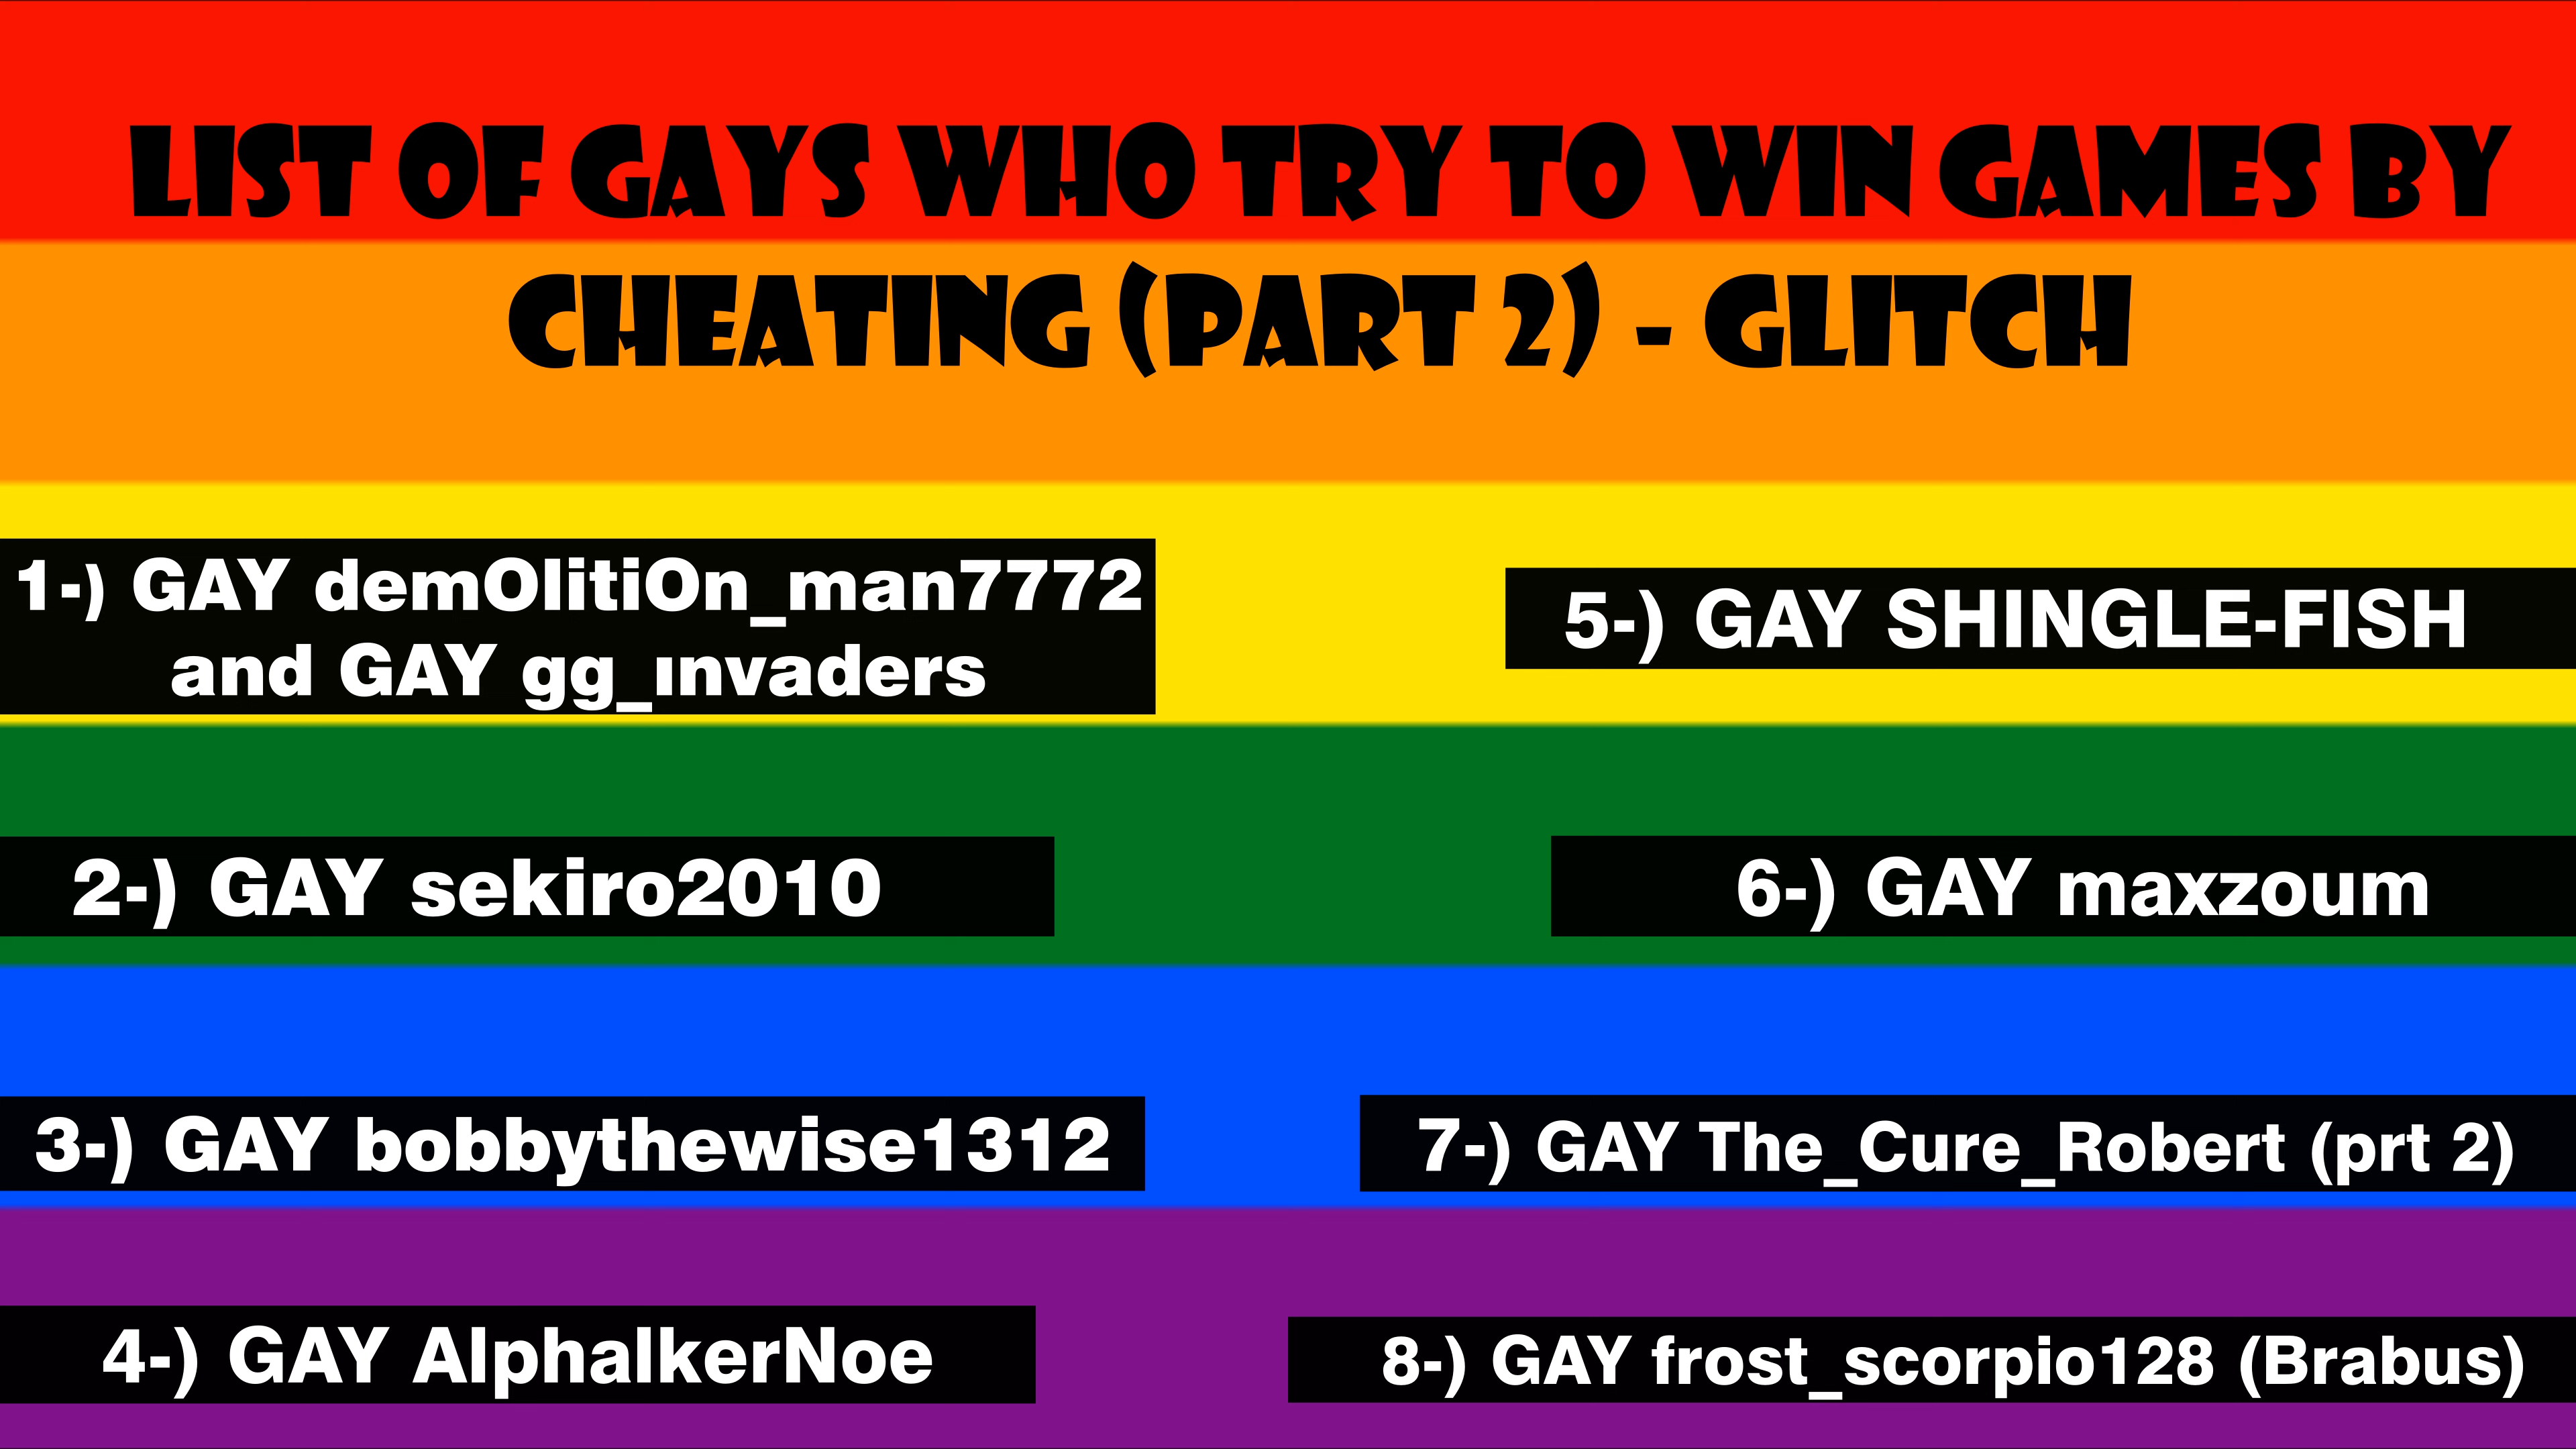 LIST OF GAYS WHO TRY TO WIN GAMES BY
CHEATING (PART 2) - GLITCH
1-) GAY demOlitiOn_man7772
and GAY gg_ınvaders
2-) GAY sekiro2010
3-) GAY bobbythewise1312
4-) GAY AlphalkerNoe
5-) GAY SHINGLE-FISH
6-) GAY maxzoum
7-) GAY The_Cure_Robert (prt 2)
8-) GAY frost_scorpio128 (Brabus)